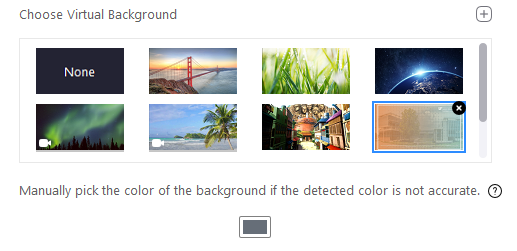 Choose Virtual Background
None
Manually pick the color of the background if the detected color is not accurate.